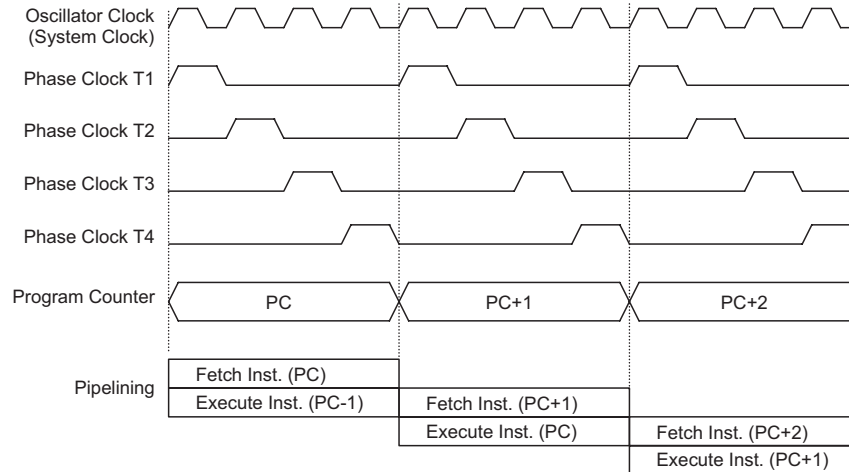 Oscillator Clock
(System Clock)
Phase Clock T1
Phase Clock T2
Phase Clock T3
Phase Clock T4
Program Counter
PC
PC+1
PC+2
Pipelining
Fetch Inst. (PC)
Execute Inst. (PC-1)
Fetch Inst. (PC+1)
Execute Inst. (PC)
Fetch Inst. (PC+2)
Execute Inst. (PC+1)